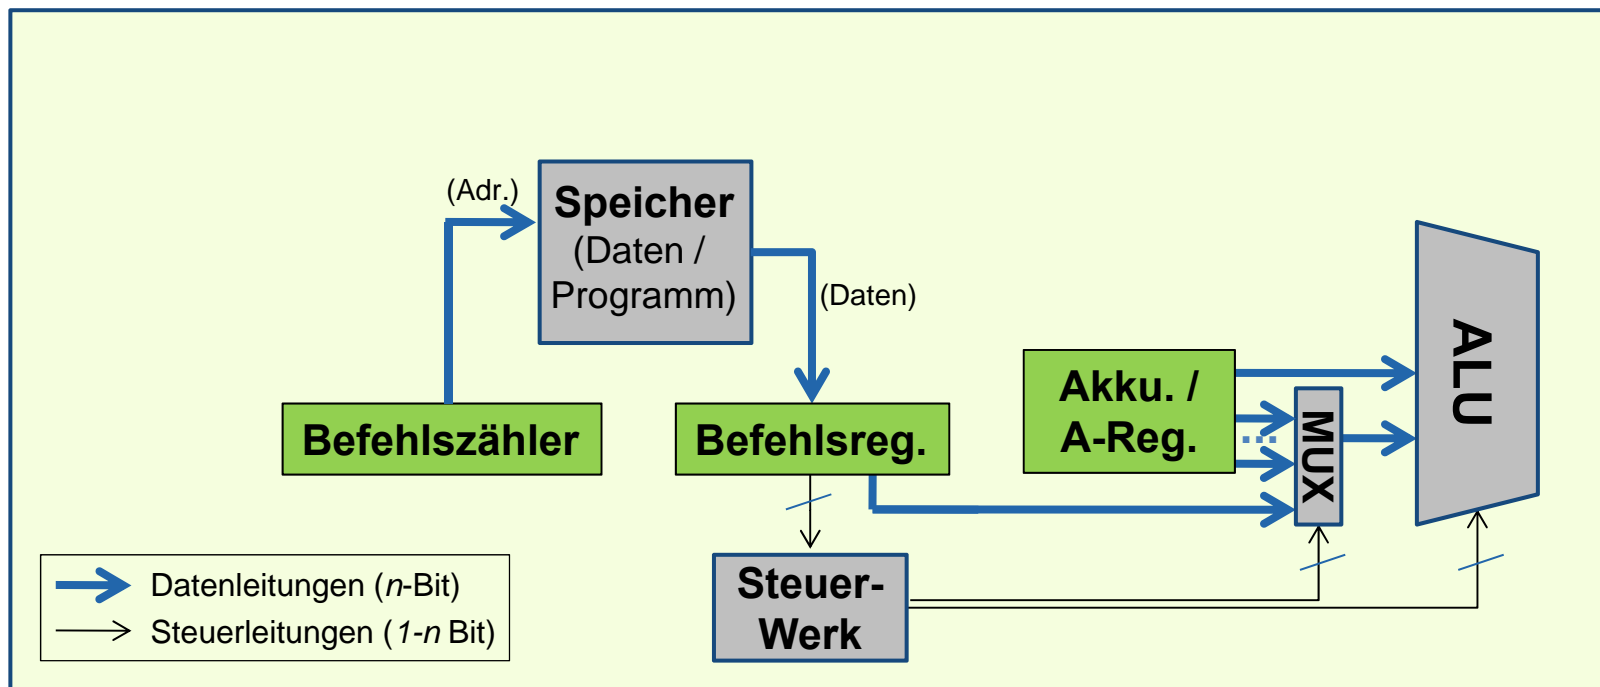 (Adr.)
Speicher
(Daten /
Programm)
(Daten)
Befehlszähler
Befehlsreg.
Akku. /
A-Reg.
...
MUX
ALU
Steuer-
Werk
Datenleitungen (n-Bit)
Steuerleitungen (1-n Bit)